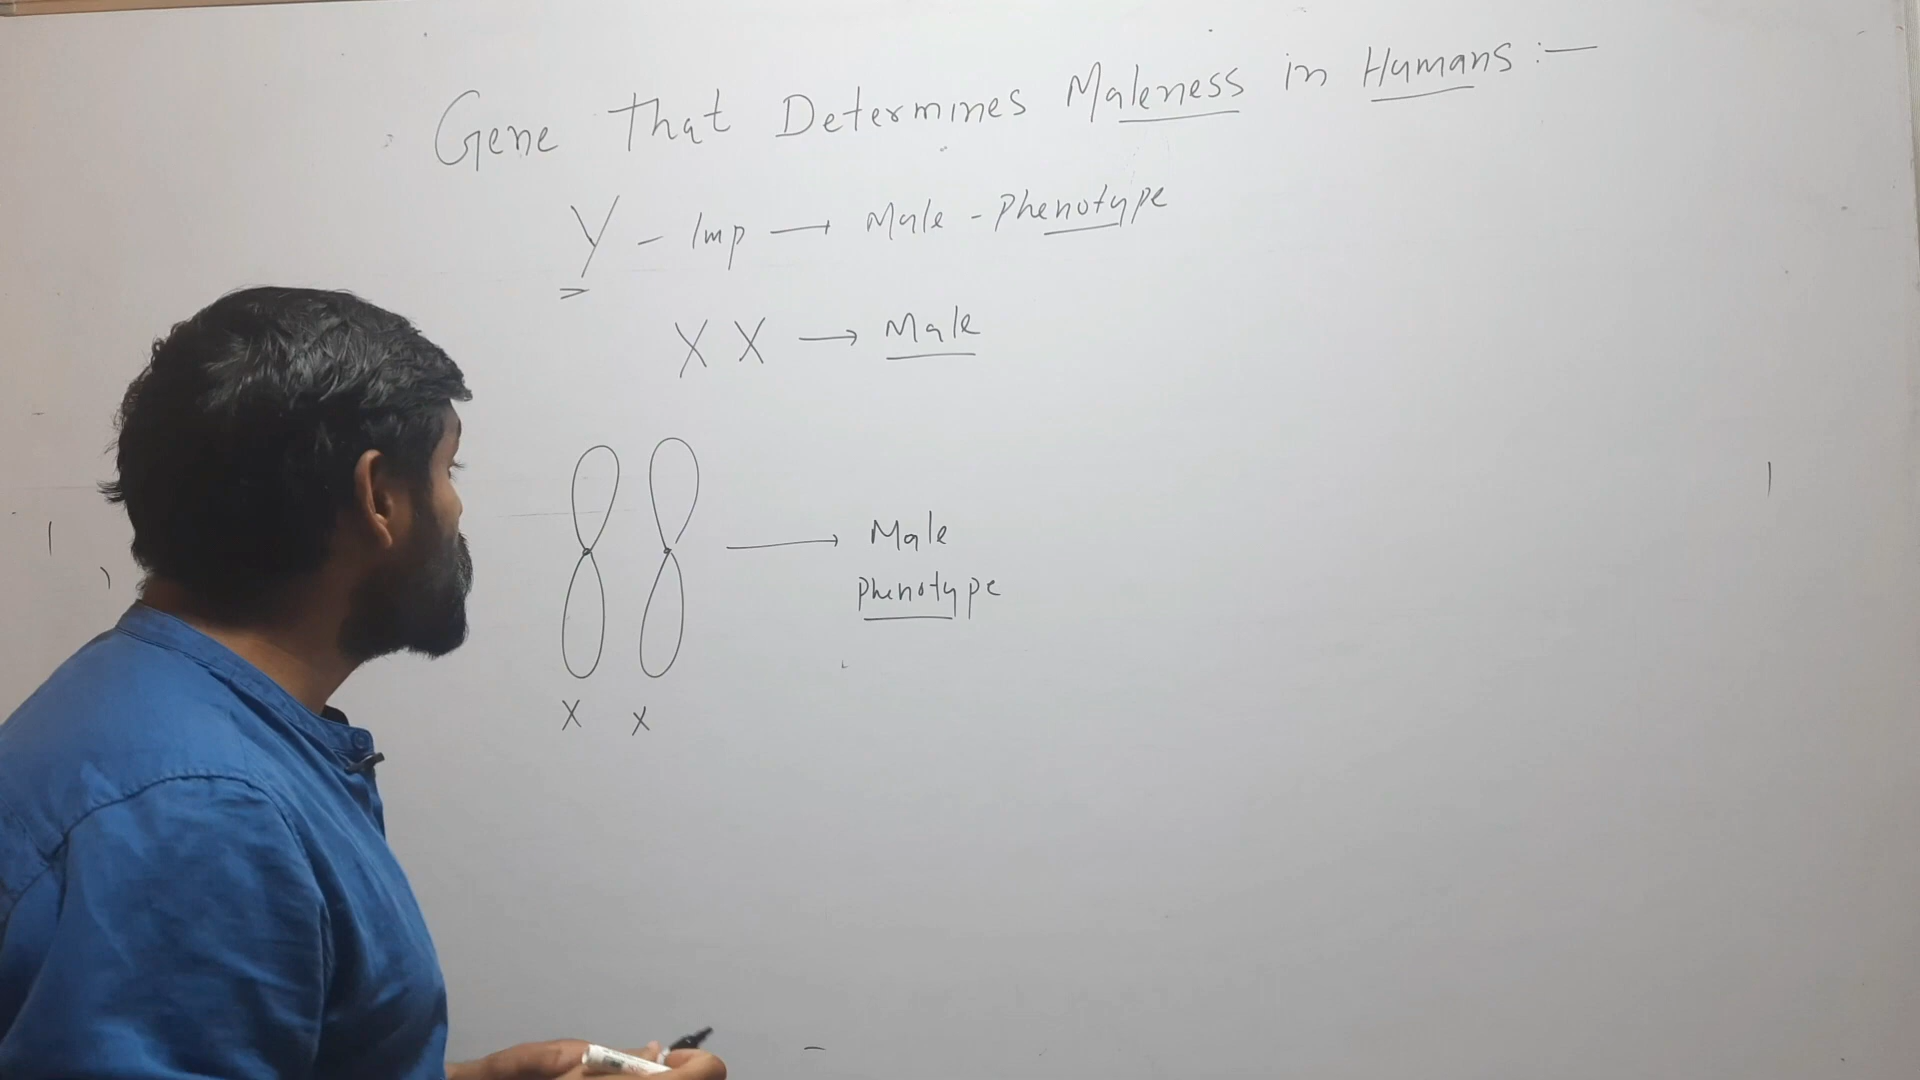 Gene That Determines Maleness in Humans :—
Y - Imp → Male - Phenotype
X X → Male
Male
Phenotype
X X